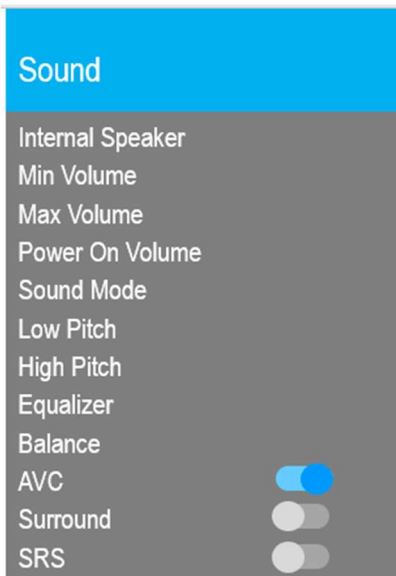 Sound
Internal Speaker
Min Volume
Max Volume
Power On Volume
Sound Mode
Low Pitch
High Pitch
Equalizer
Balance
AVC
Surround
SRS